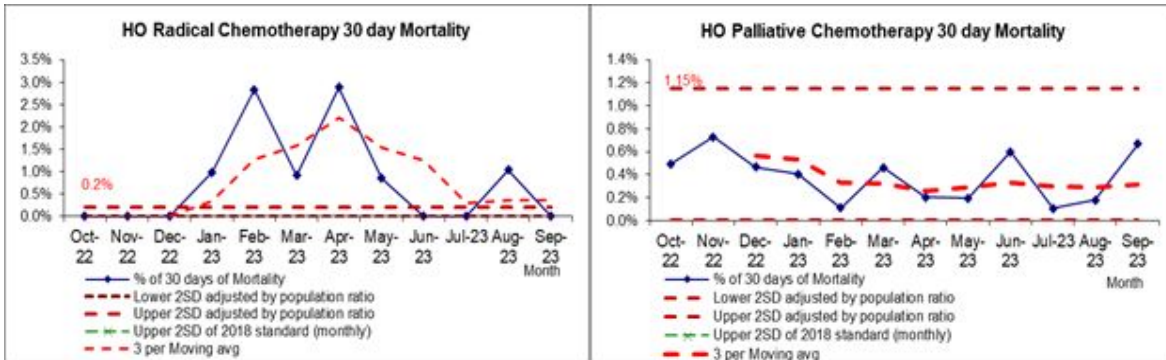 HO Radical Chemotherapy 30 day Mortality
3.5%
3.0%
2.5%
2.0%
1.5%
1.0%
0.5%
0.0%
0.2%
Oct-22 Nov-22 Dec-22 Jan-23 Feb-23 Mar-23 Apr-23 May-23 Jun-23 Jul-23 Aug-23 Sep-23
Month
% of 30 days of Mortality
Lower 2SD adjusted by population ratio
Upper 2SD adjusted by population ratio
Upper 2SD of 2018 standard (monthly)
3 per Moving avg
HO Palliative Chemotherapy 30 day Mortality
1.4%
1.2%
1.0%
0.8%
0.6%
0.4%
0.2%
0.0%
1.15%
Oct-22 Nov-22 Dec-22 Jan-23 Feb-23 Mar-23 Apr-23 May-23 Jun-23 Jul-23 Aug-23 Sep-23
Month
% of 30 days of Mortality
Lower 2SD adjusted by population ratio
Upper 2SD adjusted by population ratio
Upper 2SD of 2018 standard (monthly)
3 per Moving avg